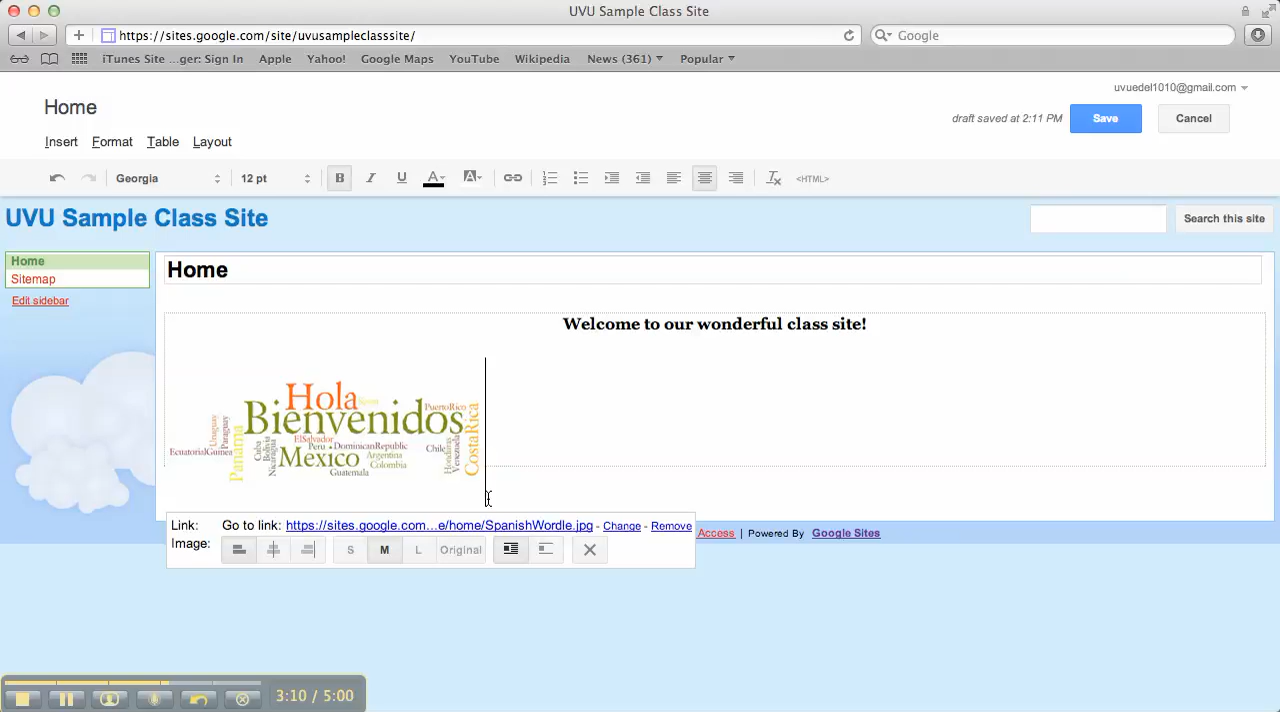 UVU Sample Class Site
https://sites.google.com/site/uvusampleclasssite/
Google
iTunes Site ...ger: Sign In Apple Yahoo! Google Maps YouTube Wikipedia News (361) Popular
uvuedel1010@gmail.com
Home
draft saved at 2:11 PM Save Cancel
Insert Format Table Layout
Georgia 12 pt B I U A A <HTML>
UVU Sample Class Site
Search this site
Home
Sitemap
Edit sidebar
Home
Welcome to our wonderful class site!
Hola
Spain
Bienvenidos
PuertoRico
CostaRica
Uruguay
Paraguay
EcuatorialGuinea
Panama
Cuba
Bolivia
Nicaragua
ElSalvador
Peru
DominicanRepublic
Mexico
Argentina
Colombia
Guatemala
Chile
Honduras
Venezuela
Link: Go to link: https://sites.google.com...e/home/SpanishWordle.jpg - Change - Remove
Image: S M L Original
Access | Powered By Google Sites
3:10 / 5:00